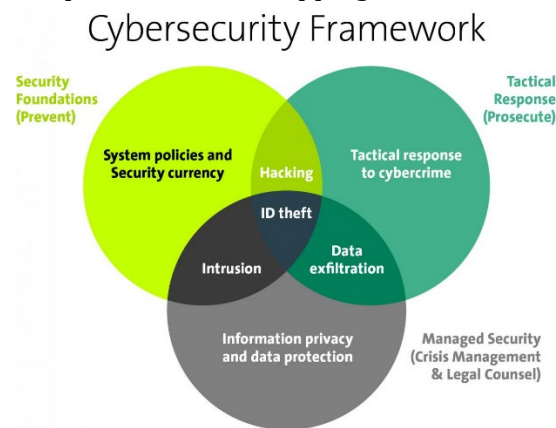 Cybersecurity Framework
Security
Foundations
(Prevent)
Tactical
Response
(Prosecute)
System policies and
Security currency
Hacking
Tactical response
to cybercrime
ID theft
Intrusion
Data
exfiltration
Information privacy
and data protection
Managed Security
(Crisis Management
& Legal Counsel)